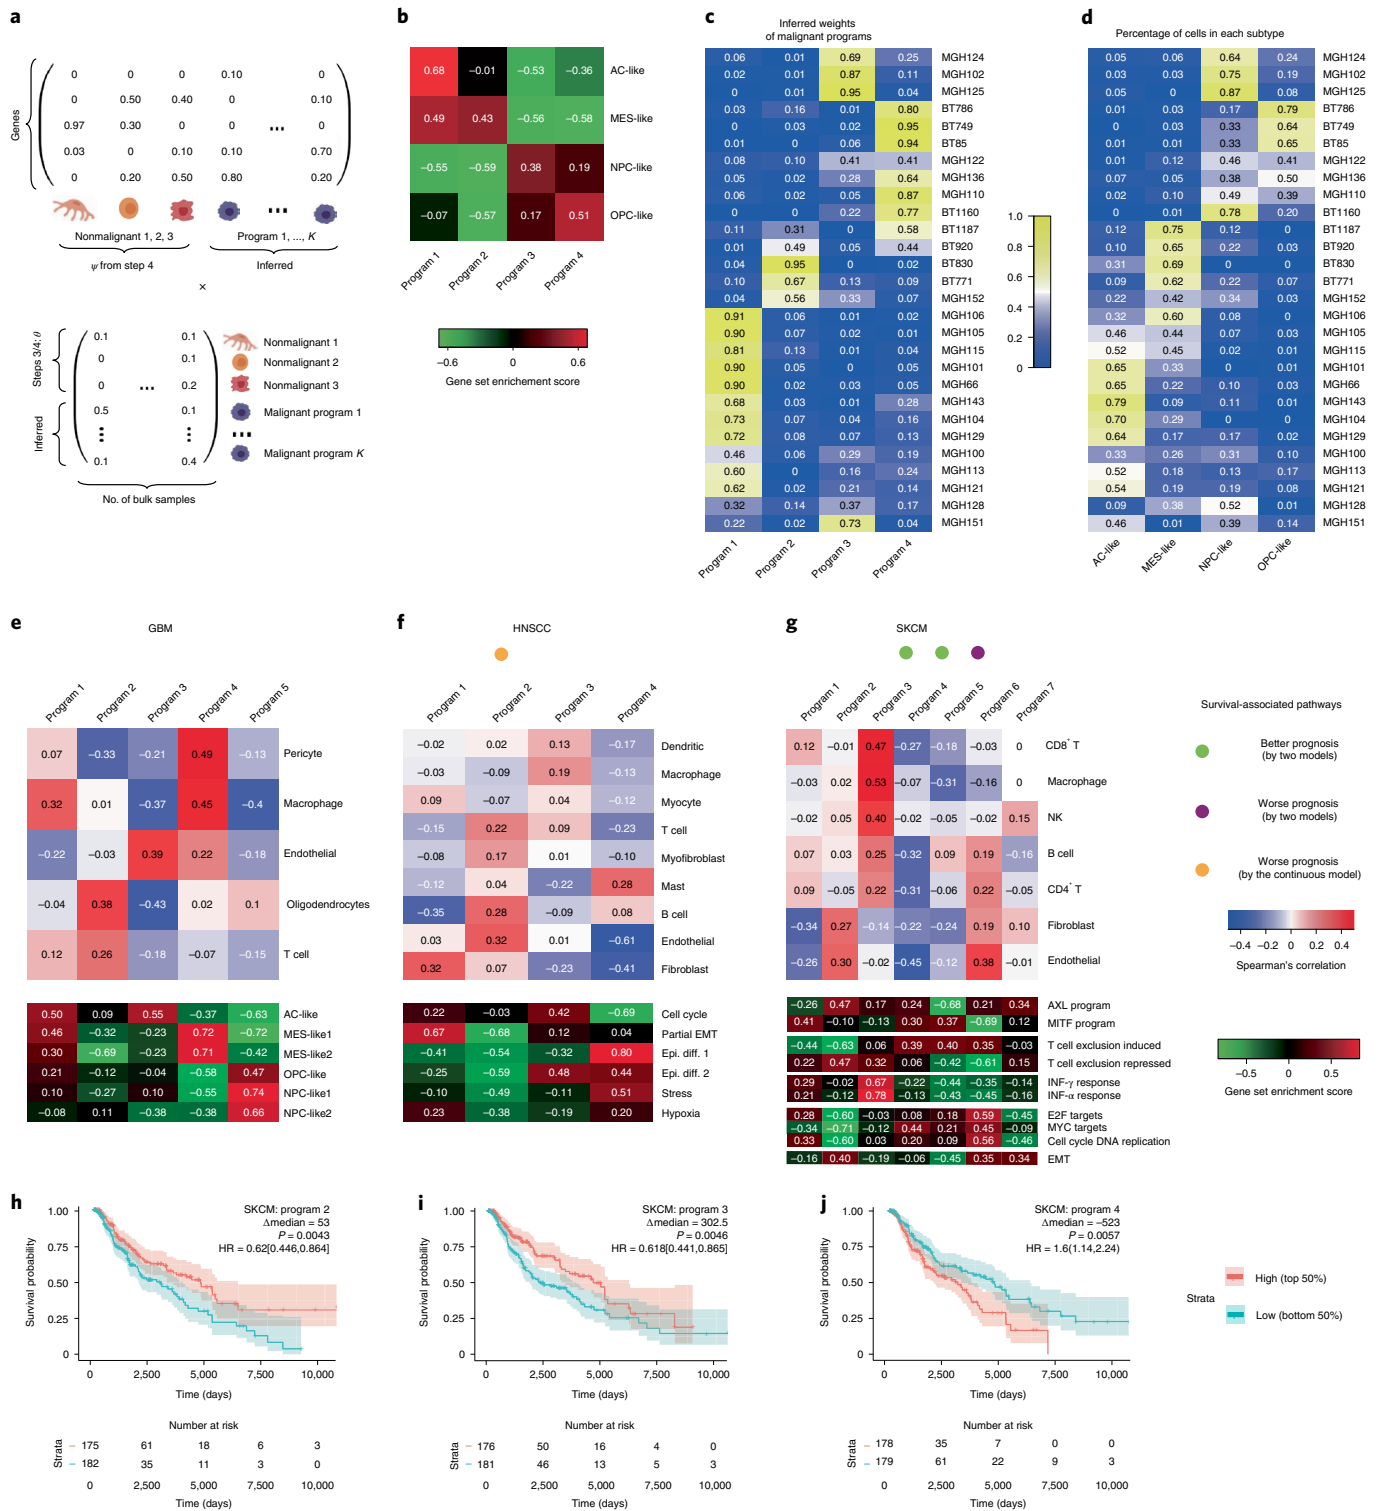 a
Genes
0 0 0 0.10 0
0 0.50 0.40 0 0.10
0.97 0.30 0 0 ... 0
0.03 0 0.10 0.10 0.70
0 0.20 0.50 0.80 0.20
...
Nonmalignant 1, 2, 3 Program 1, ..., K
ψ from step 4 Inferred
×
Steps 3/4: θ
Inferred
0.1 0.1 Nonmalignant 1
0 0.1 Nonmalignant 2
0 ... 0.2 Nonmalignant 3
0.5 0.1 Malignant program 1
⋮ ⋮ ...
0.1 0.4 Malignant program K
No. of bulk samples
b
0.68 −0.01 −0.53 −0.36 AC-like
0.49 0.43 −0.56 −0.58 MES-like
−0.55 −0.59 0.38 0.19 NPC-like
−0.07 −0.57 0.17 0.51 OPC-like
Program 1 Program 2 Program 3 Program 4
−0.6 0 0.6
Gene set enrichement score
c
Inferred weights
of malignant programs
0.06 0.01 0.69 0.25 MGH124
0.02 0.01 0.87 0.11 MGH102
0 0.01 0.95 0.04 MGH125
0.03 0.16 0.01 0.80 BT786
0 0.03 0.02 0.95 BT749
0.01 0 0.06 0.94 BT85
0.08 0.10 0.41 0.41 MGH122
0.05 0.02 0.28 0.64 MGH136
0.06 0.02 0.05 0.87 MGH110
0 0 0.22 0.77 BT1160
0.11 0.31 0 0.58 BT1187
0.01 0.49 0.05 0.44 BT920
0.04 0.95 0 0.02 BT830
0.10 0.67 0.13 0.09 BT771
0.04 0.56 0.33 0.07 MGH152
0.91 0.06 0.01 0.02 MGH106
0.90 0.07 0.02 0.01 MGH105
0.81 0.13 0.01 0.04 MGH115
0.90 0.05 0 0.05 MGH101
0.90 0.02 0.03 0.05 MGH66
0.68 0.03 0.01 0.28 MGH143
0.73 0.07 0.04 0.16 MGH104
0.72 0.08 0.07 0.13 MGH129
0.46 0.06 0.29 0.19 MGH100
0.60 0 0.16 0.24 MGH113
0.62 0.02 0.21 0.14 MGH121
0.32 0.14 0.37 0.17 MGH128
0.22 0.02 0.73 0.04 MGH151
Program 1 Program 2 Program 3 Program 4
1.0
0.8
0.6
0.4
0.2
0
d
Percentage of cells in each subtype
0.05 0.06 0.64 0.24 MGH124
0.03 0.03 0.75 0.19 MGH102
0.05 0 0.87 0.08 MGH125
0.01 0.03 0.17 0.79 BT786
0 0.03 0.33 0.64 BT749
0.01 0.01 0.33 0.65 BT85
0.01 0.12 0.46 0.41 MGH122
0.06 0.05 0.38 0.50 MGH136
0.02 0.10 0.49 0.39 MGH110
0 0.01 0.78 0.20 BT1160
0.12 0.75 0.12 0 BT1187
0.10 0.65 0.22 0.03 BT920
0.31 0.69 0 0 BT830
0.09 0.62 0.22 0.07 BT771
0.22 0.42 0.34 0.03 MGH152
0.32 0.60 0.08 0 MGH106
0.46 0.44 0.07 0.03 MGH105
0.52 0.45 0.02 0.01 MGH115
0.65 0.33 0 0.01 MGH101
0.65 0.22 0.10 0.03 MGH66
0.79 0.09 0.11 0.01 MGH143
0.70 0.29 0 0 MGH104
0.64 0.17 0.17 0.02 MGH129
0.33 0.26 0.31 0.10 MGH100
0.52 0.18 0.13 0.17 MGH113
0.54 0.19 0.19 0.08 MGH121
0.09 0.38 0.52 0.01 MGH128
0.46 0.01 0.39 0.14 MGH151
AC-like MES-like NPC-like OPC-like
e
GBM
Program 1 Program 2 Program 3 Program 4 Program 5
0.07 −0.33 −0.21 0.49 −0.13 Pericyte
0.32 0.01 −0.37 0.45 −0.4 Macrophage
−0.22 −0.03 0.39 0.22 −0.18 Endothelial
−0.04 0.38 −0.43 0.02 0.1 Oligodendrocytes
0.12 0.26 −0.18 −0.07 −0.15 T cell
0.50 0.09 0.55 −0.37 −0.63 AC-like
0.46 −0.32 −0.23 0.72 −0.72 MES-like1
0.30 −0.69 −0.23 0.71 −0.42 MES-like2
0.21 −0.12 −0.04 −0.58 0.47 OPC-like
0.10 −0.27 0.10 −0.55 0.74 NPC-like1
−0.08 0.11 −0.38 −0.38 0.66 NPC-like2
f
HNSCC
Program 1 Program 2 Program 3 Program 4
−0.02 0.02 0.13 −0.17 Dendritic
−0.03 −0.09 0.19 −0.13 Macrophage
0.09 −0.07 0.04 −0.12 Myocyte
−0.15 0.22 0.09 −0.23 T cell
−0.08 0.17 0.01 −0.10 Myofibroblast
−0.12 0.04 −0.22 0.28 Mast
−0.35 0.28 −0.09 0.08 B cell
0.03 0.32 0.01 −0.61 Endothelial
0.32 0.07 −0.23 −0.41 Fibroblast
0.22 −0.03 0.42 −0.69 Cell cycle
0.67 −0.68 0.12 0.04 Partial EMT
−0.41 −0.54 −0.32 0.80 Epi. diff. 1
−0.25 −0.59 0.48 0.44 Epi. diff. 2
−0.10 −0.49 −0.11 0.51 Stress
0.23 −0.38 −0.19 0.20 Hypoxia
g
SKCM
Program 1 Program 2 Program 3 Program 4 Program 5 Program 6 Program 7
0.12 −0.01 0.47 −0.27 −0.18 −0.03 0 CD8+ T
−0.03 0.02 0.53 −0.07 −0.31 −0.16 0 Macrophage
−0.02 0.05 0.40 −0.02 −0.05 −0.02 0.15 NK
0.07 0.03 0.25 −0.32 0.09 0.19 −0.16 B cell
0.09 −0.05 0.22 −0.31 −0.06 0.22 −0.05 CD4+ T
−0.34 0.27 −0.14 −0.22 −0.24 0.19 0.10 Fibroblast
−0.26 0.30 −0.02 −0.45 −0.12 0.38 −0.01 Endothelial
−0.26 0.47 0.17 0.24 −0.68 0.21 0.34 AXL program
0.41 −0.10 −0.13 0.30 0.37 −0.69 0.12 MITF program
−0.44 −0.63 0.06 0.39 0.40 0.35 −0.03 T cell exclusion induced
0.22 0.47 0.32 0.06 −0.42 −0.61 0.15 T cell exclusion repressed
0.29 −0.02 0.67 −0.22 −0.44 −0.35 −0.14 INF-γ response
0.21 −0.12 0.78 −0.13 −0.43 −0.45 −0.16 INF-α response
0.28 −0.60 −0.03 0.08 0.18 0.59 −0.45 E2F targets
−0.34 −0.71 −0.12 0.44 0.21 0.45 −0.09 MYC targets
0.33 −0.60 0.03 0.20 0.09 0.56 −0.46 Cell cycle DNA replication
−0.16 0.40 −0.19 −0.06 −0.45 0.35 0.34 EMT
Survival-associated pathways
Better prognosis
(by two models)
Worse prognosis
(by two models)
Worse prognosis
(by the continuous model)
−0.4 −0.2 0 0.2 0.4
Spearman's correlation
−0.5 0 0.5
Gene set enrichment score
h
SKCM: program 2
Δmedian = 53
P = 0.0043
HR = 0.62[0.446,0.864]
Survival probability
1.00
0.75
0.50
0.25
0
0 2,500 5,000 7,500 10,000
Time (days)
Number at risk
Strata
175 61 18 6 3
182 35 11 3 0
0 2,500 5,000 7,500 10,000
Time (days)
i
SKCM: program 3
Δmedian = 302.5
P = 0.0046
HR = 0.618[0.441,0.865]
Survival probability
1.00
0.75
0.50
0.25
0
0 2,500 5,000 7,500 10,000
Time (days)
Number at risk
Strata
176 50 16 4 0
181 46 13 5 3
0 2,500 5,000 7,500 10,000
Time (days)
j
SKCM: program 4
Δmedian = −523
P = 0.0057
HR = 1.6(1.14,2.24)
Survival probability
1.00
0.75
0.50
0.25
0
0 2,500 5,000 7,500 10,000
Time (days)
Number at risk
Strata
178 35 7 0 0
179 61 22 9 3
0 2,500 5,000 7,500 10,000
Time (days)
Strata
High (top 50%)
Low (bottom 50%)